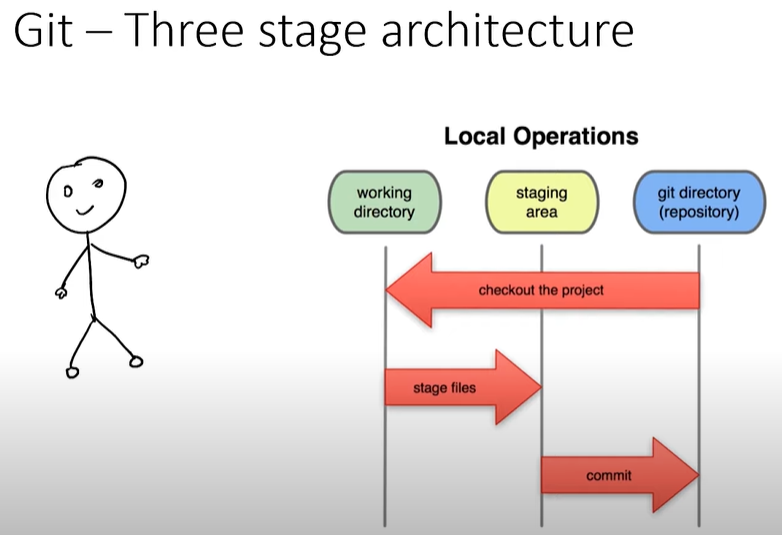 Git – Three stage architecture
Local Operations
working
directory
staging
area
git directory
(repository)
checkout the project
stage files
commit